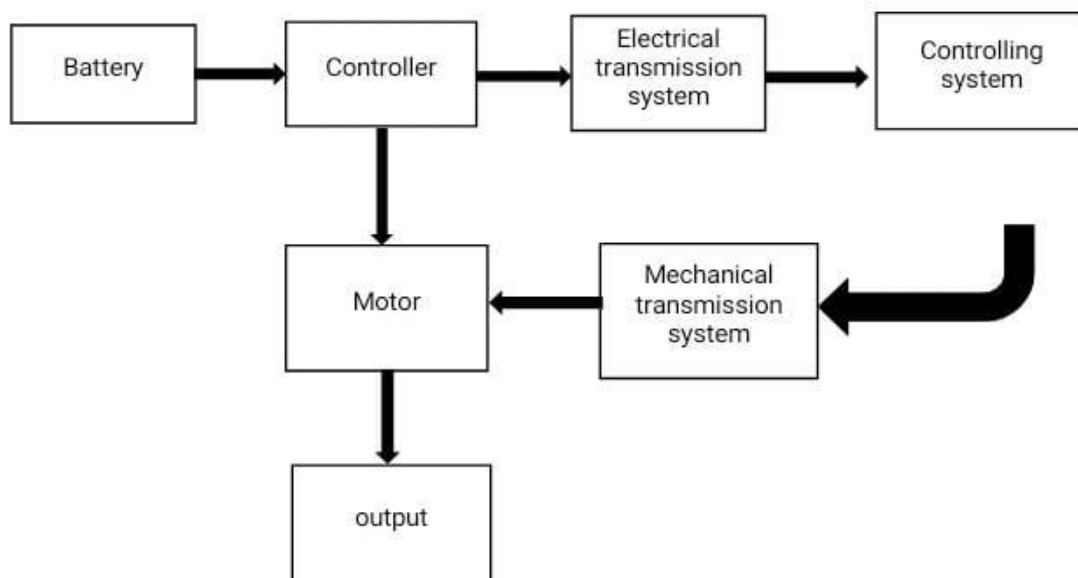 Battery
Controller
Electrical
transmission
system
Controlling
system
Motor
Mechanical
transmission
system
output